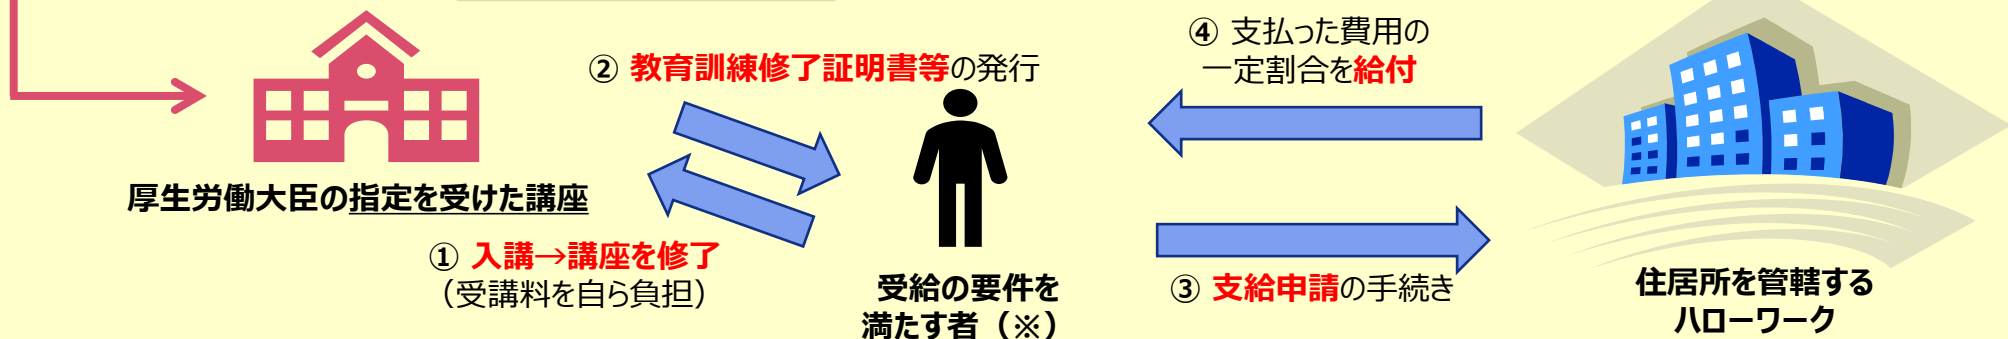 ② 教育訓練修了証明書等の発行
④ 支払った費用の
一定割合を給付
厚生労働大臣の指定を受けた講座
① 入講→講座を修了
（受講料を自ら負担）
受給の要件を
満たす者（※）
③ 支給申請の手続き
住居所を管轄する
ハローワーク